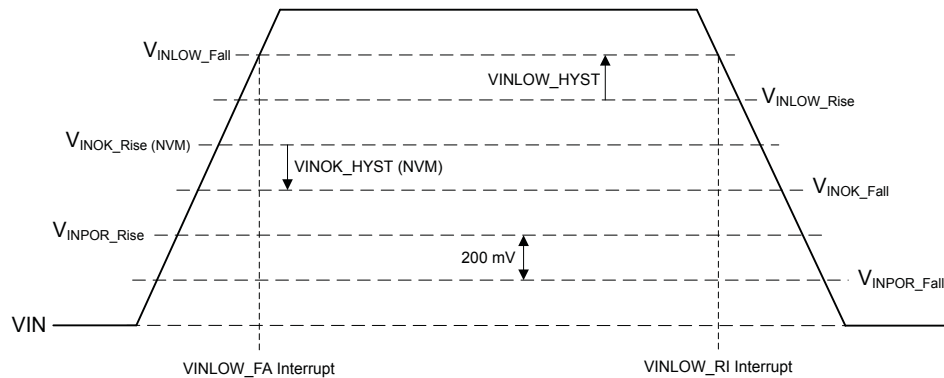 VINLOW_Fall
VINLOW_HYST
VINLOW_Rise
VINOK_Rise (NVM)
VINOK_HYST (NVM)
VINOK_Fall
VINPOR_Rise
200 mV
VINPOR_Fall
VIN
VINLOW_FA Interrupt
VINLOW_RI Interrupt